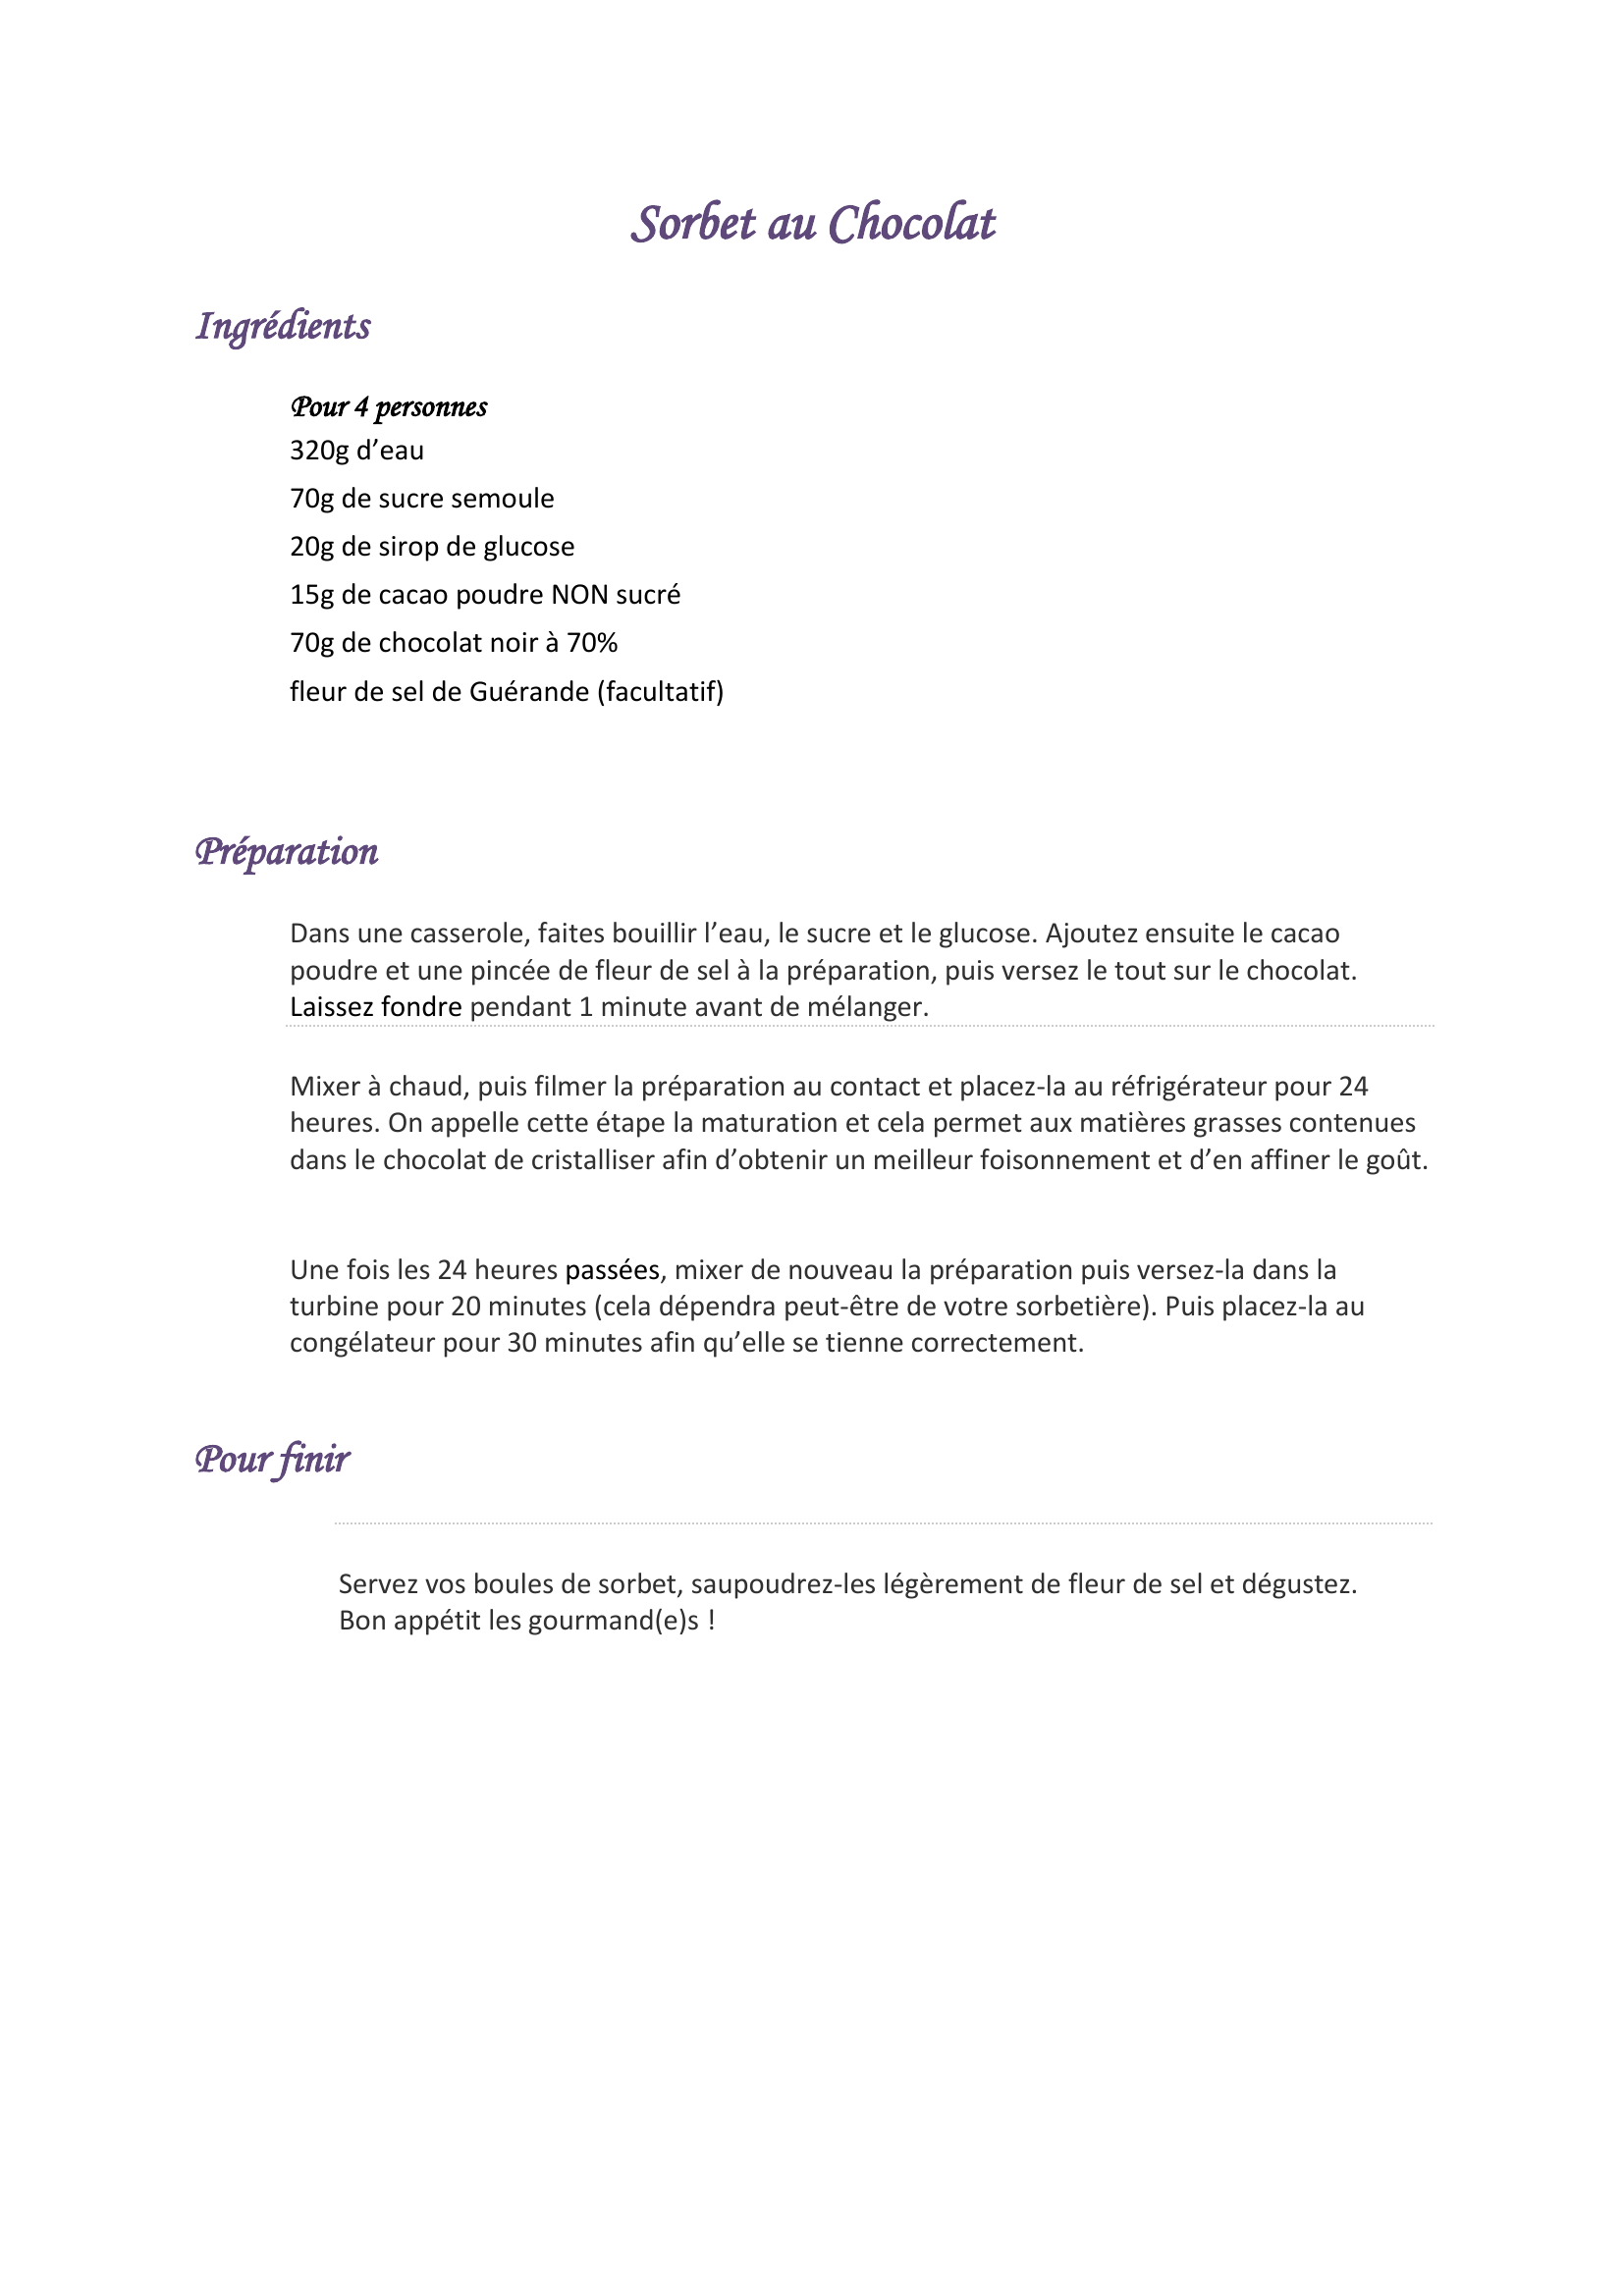 Sorbet au Chocolat
Ingrédients
Pour 4 personnes
320g d’eau
70g de sucre semoule
20g de sirop de glucose
15g de cacao poudre NON sucré
70g de chocolat noir à 70%
fleur de sel de Guérande (facultatif)
Préparation
Dans une casserole, faites bouillir l’eau, le sucre et le glucose. Ajoutez ensuite le cacao
poudre et une pincée de fleur de sel à la préparation, puis versez le tout sur le chocolat.
Laissez fondre pendant 1 minute avant de mélanger.
Mixer à chaud, puis filmer la préparation au contact et placez-la au réfrigérateur pour 24
heures. On appelle cette étape la maturation et cela permet aux matières grasses contenues
dans le chocolat de cristalliser afin d’obtenir un meilleur foisonnement et d’en affiner le goût.
Une fois les 24 heures passées, mixer de nouveau la préparation puis versez-la dans la
turbine pour 20 minutes (cela dépendra peut-être de votre sorbetière). Puis placez-la au
congélateur pour 30 minutes afin qu’elle se tienne correctement.
Pour finir
Servez vos boules de sorbet, saupoudrez-les légèrement de fleur de sel et dégustez.
Bon appétit les gourmand(e)s !